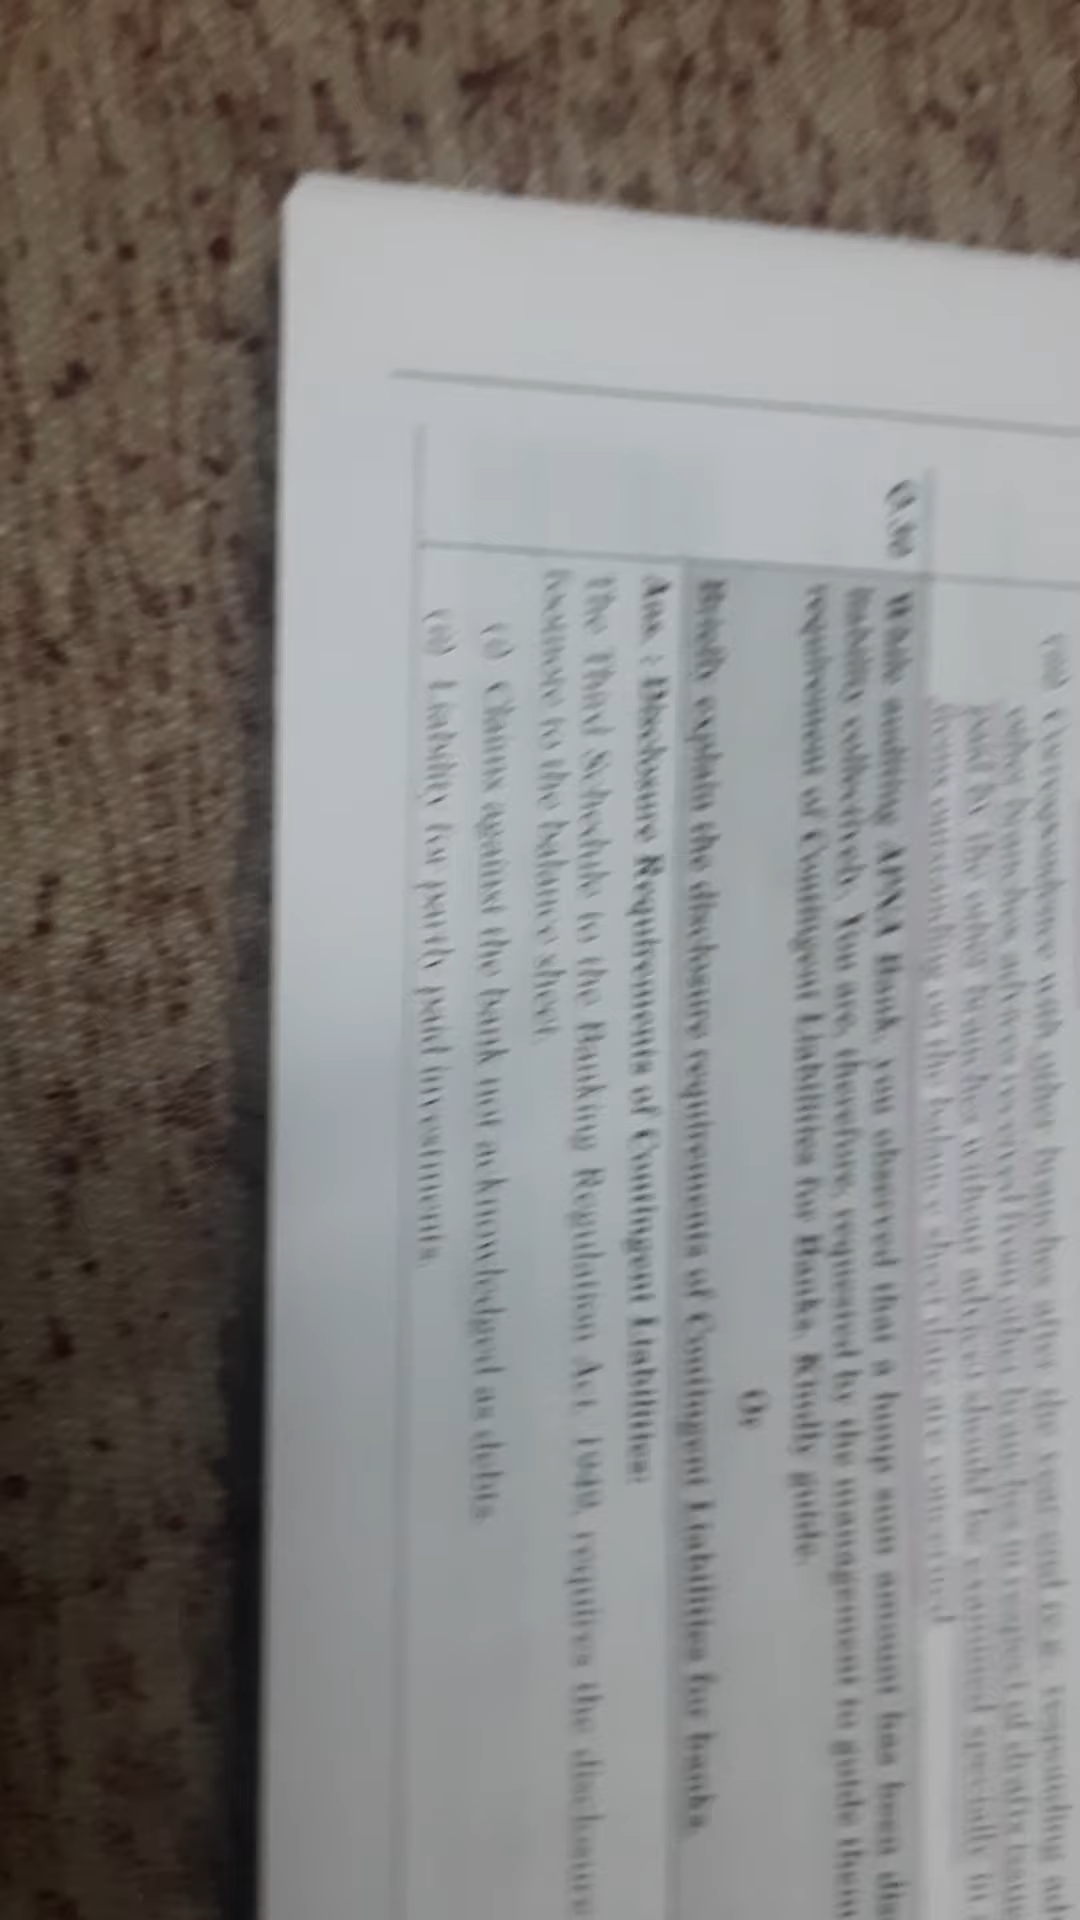 Correspondence with other branches after the year-end (e.g., responding
other branches, advices received from other branches in respect of drafts
paid by the other branches without advices) should be examined specially in
items outstanding on the balance sheet date are concerned
While auditing APNA Bank, you observed that a lump sum amount has been
liability collectively. You are, therefore, requested by the management to guide them
requirement of Contingent Liabilities for Banks. Kindly guide.
Or
Briefly explain the disclosure requirements of Contingent Liabilities for banks.
Ans. : Disclosure Requirements of Contingent Liabilities:
The Third Schedule to the Banking Regulation Act, 1949, requires the disclosure
footnote to the balance sheet.
(i) Claims against the bank not acknowledged as debts
(ii) Liability for partly paid investments